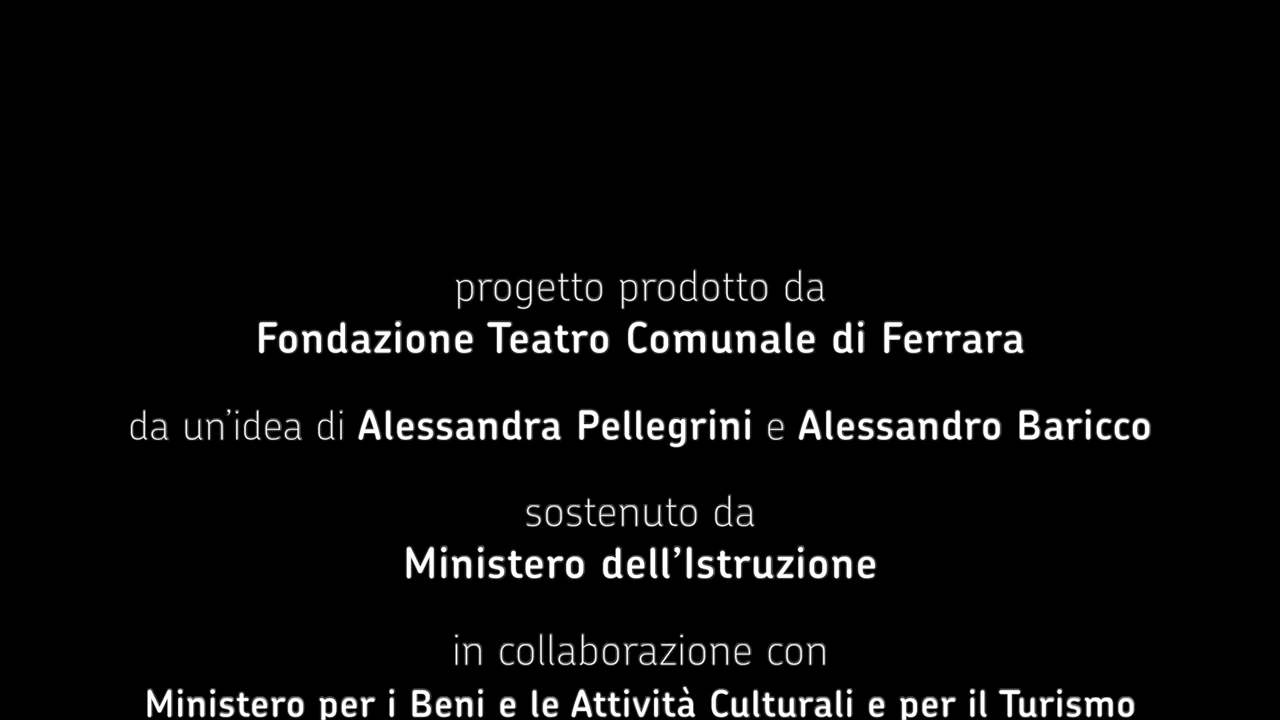 progetto prodotto da
Fondazione Teatro Comunale di Ferrara
da un’idea di Alessandra Pellegrini e Alessandro Baricco
sostenuto da
Ministero dell’Istruzione
in collaborazione con
Ministero per i Beni e le Attività Culturali e per il Turismo